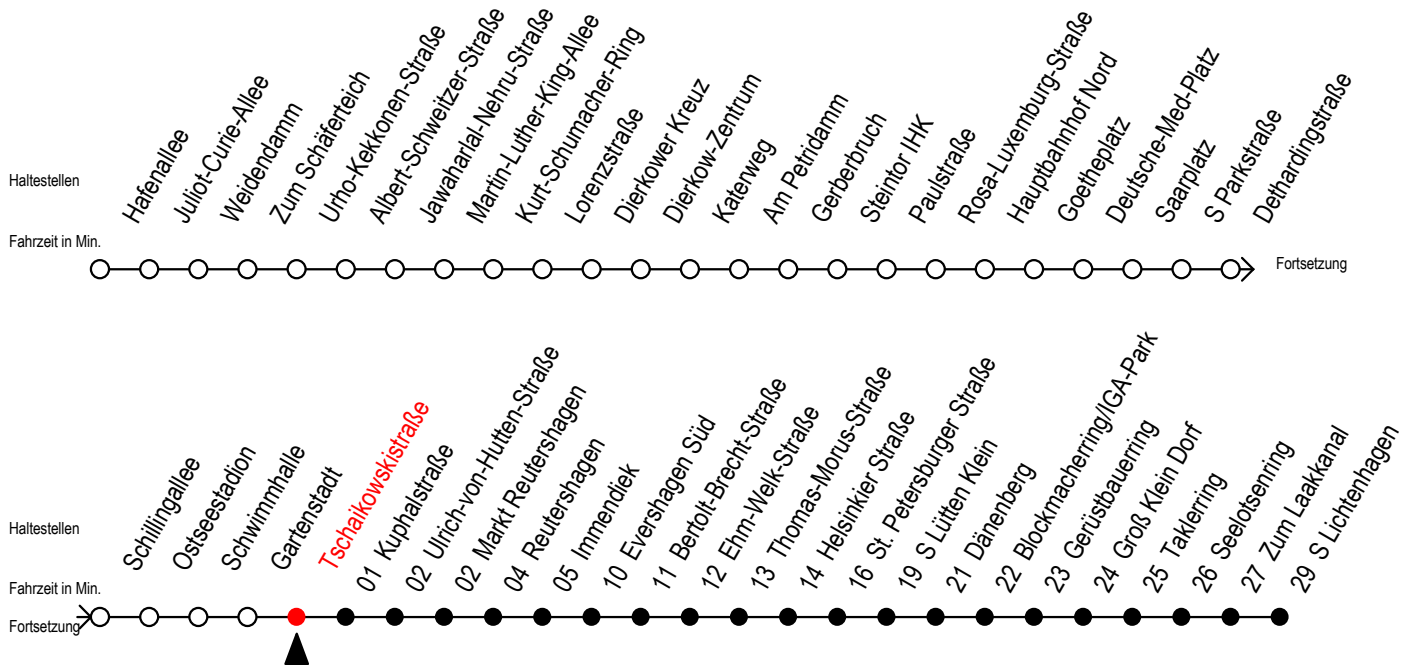 Haltestellen
Hafenallee
Juliot-Curie-Allee
Weidendamm
Zum Schäferteich
Urho-Kekkonen-Straße
Albert-Schweitzer-Straße
Jawaharlal-Nehru-Straße
Martin-Luther-King-Allee
Kurt-Schumacher-Ring
Lorenzstraße
Dierkower Kreuz
Dierkow-Zentrum
Katerweg
Am Petridamm
Gerberbruch
Steintor IHK
Paulstraße
Rosa-Luxemburg-Straße
Hauptbahnhof Nord
Goetheplatz
Deutsche-Med-Platz
Saarplatz
S Parkstraße
Dethardingstraße
Fahrzeit in Min.
Fortsetzung
Haltestellen
Schillingallee
Ostseestadion
Schwimmhalle
Gartenstadt
Tschaikowskistraße
01 Kuphalstraße
02 Ulrich-von-Hutten-Straße
02 Markt Reutershagen
04 Reutershagen
05 Immendiek
10 Evershagen Süd
11 Bertolt-Brecht-Straße
12 Ehm-Welk-Straße
13 Thomas-Morus-Straße
14 Helsinkier Straße
16 St. Petersburger Straße
19 S Lütten Klein
21 Dänenberg
22 Blockmacherring/IGA-Park
23 Gerüstbauerring
24 Groß Klein Dorf
25 Taklerring
26 Seelotsenring
27 Zum Laakkanal
29 S Lichtenhagen
Fahrzeit in Min.
Fortsetzung